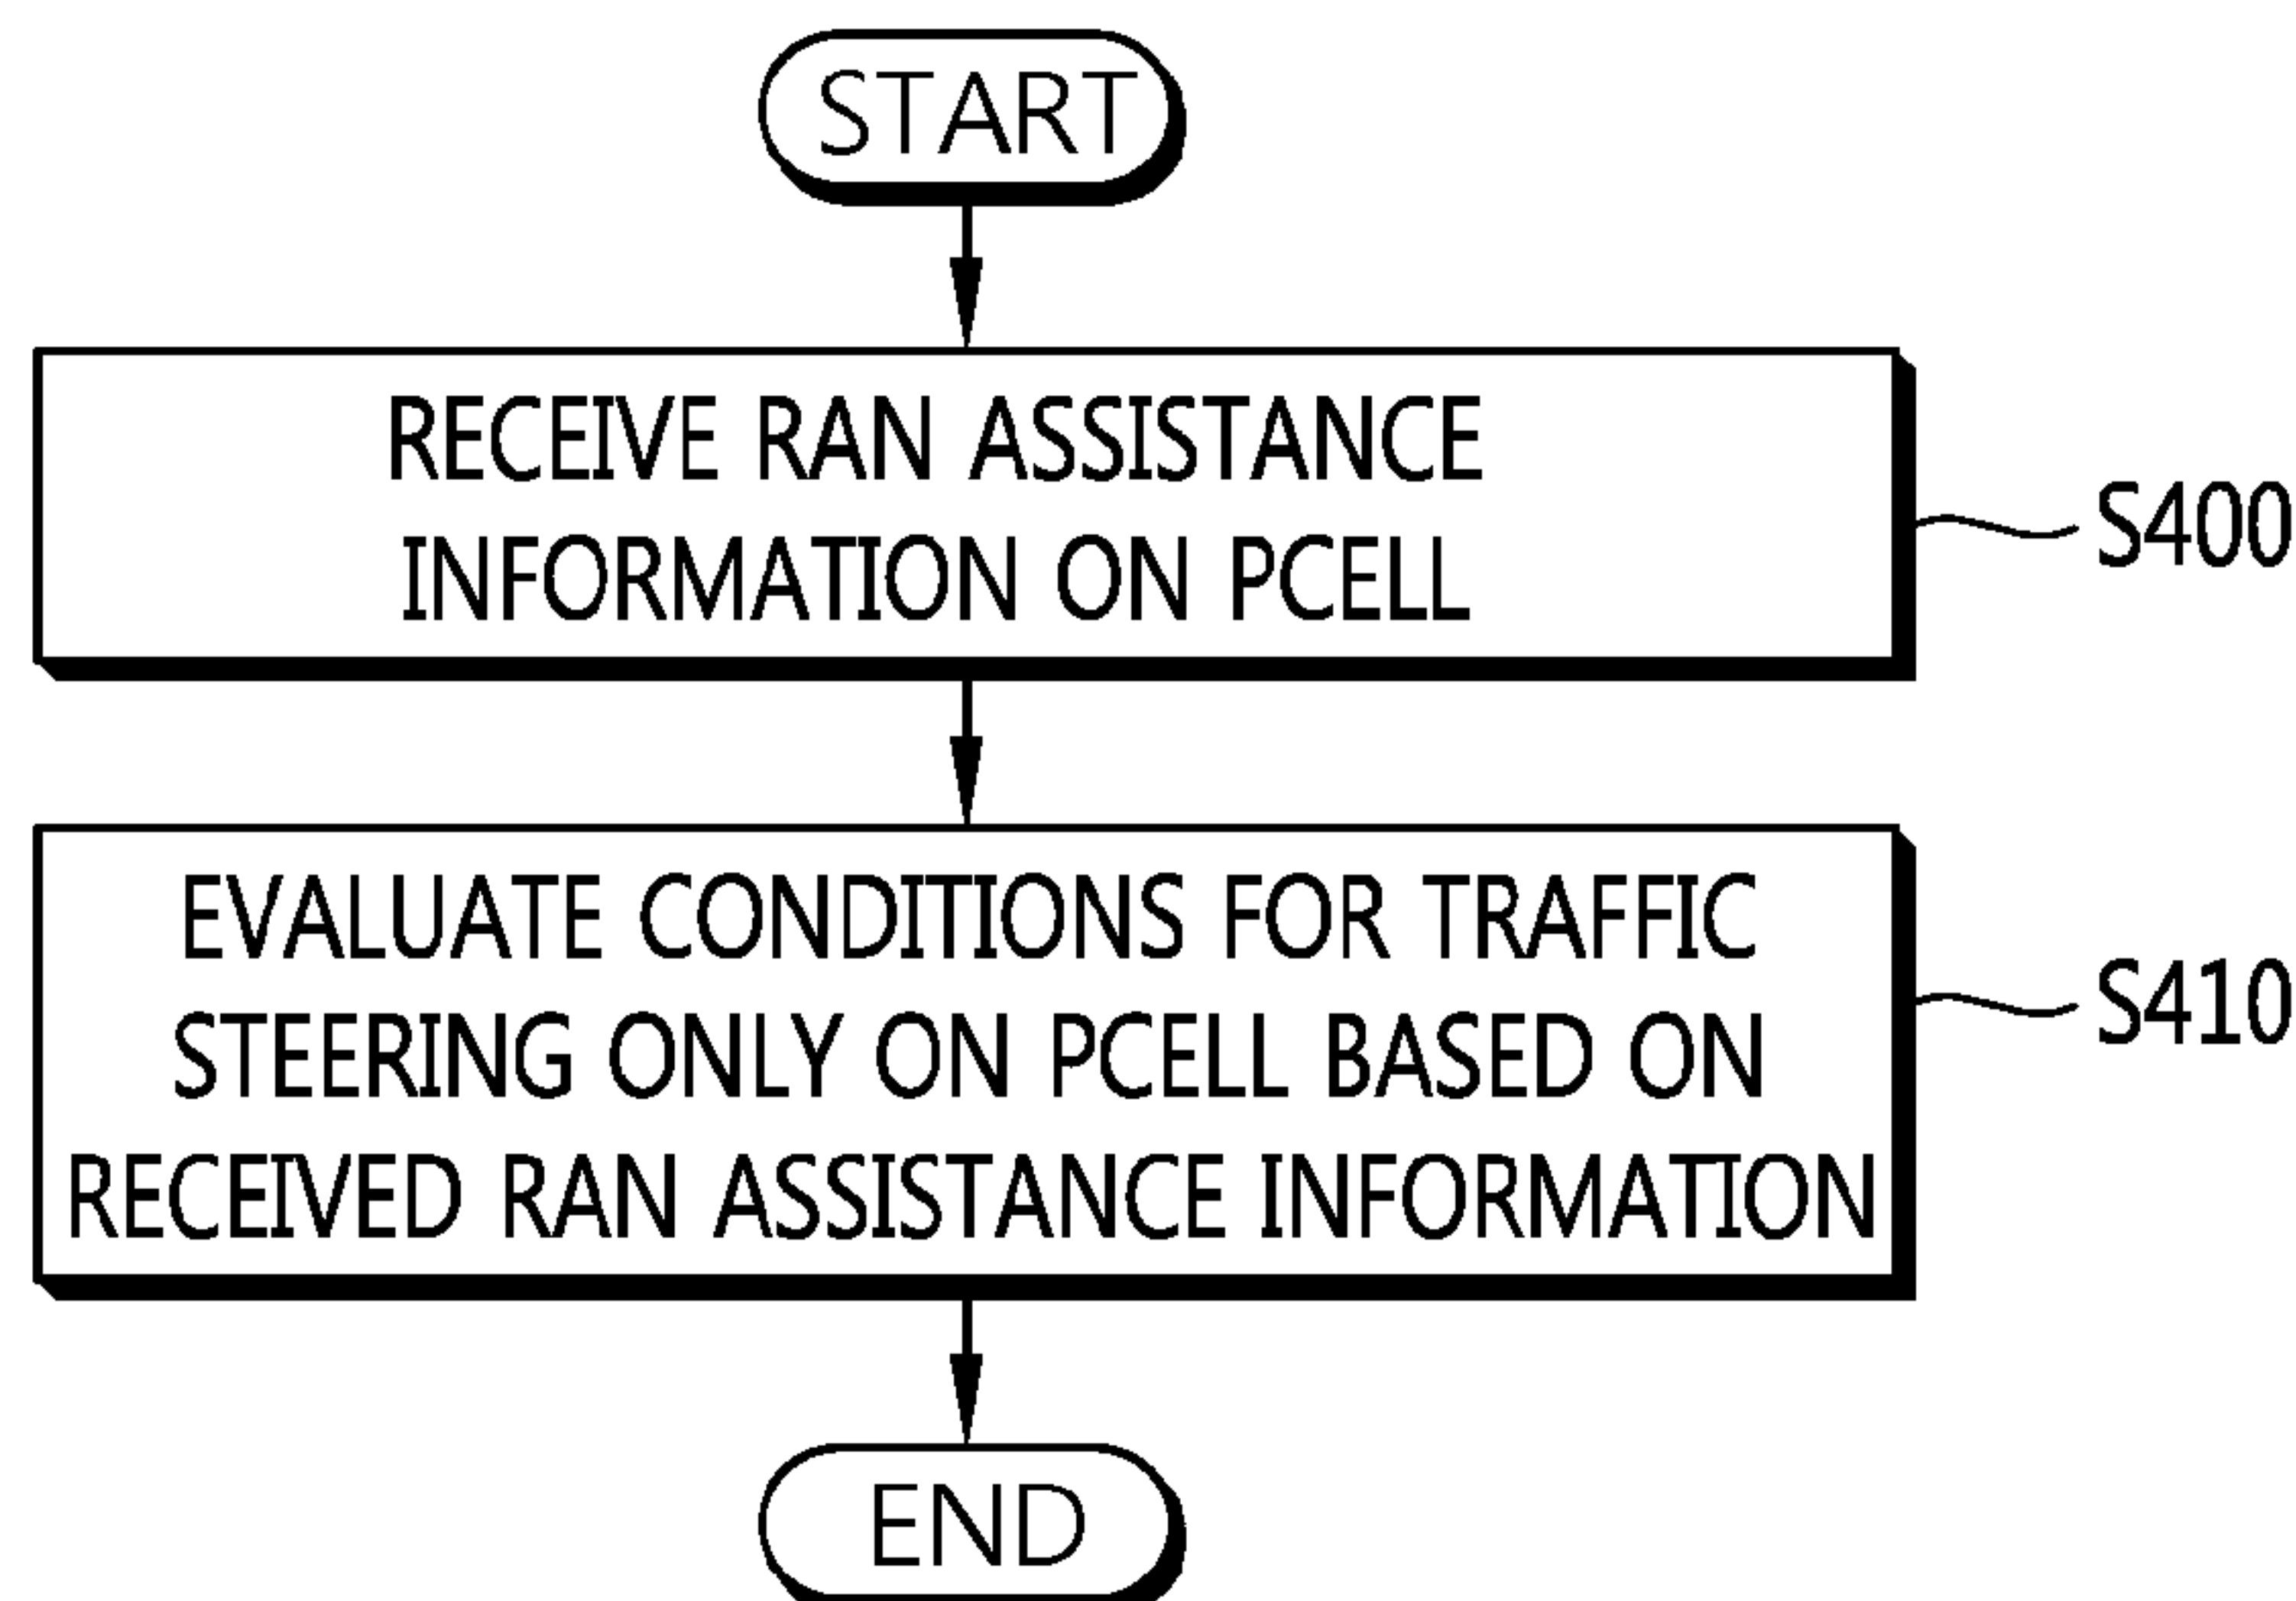 START
RECEIVE RAN ASSISTANCE
INFORMATION ON PCELL
S400
EVALUATE CONDITIONS FOR TRAFFIC
STEERING ONLY ON PCELL BASED ON
RECEIVED RAN ASSISTANCE INFORMATION
S410
END